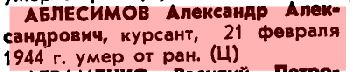 АБЛЕСИМОВ Александр Алек-
сандрович, курсант, 21 февраля
1944 г. умер от ран. (Ц)